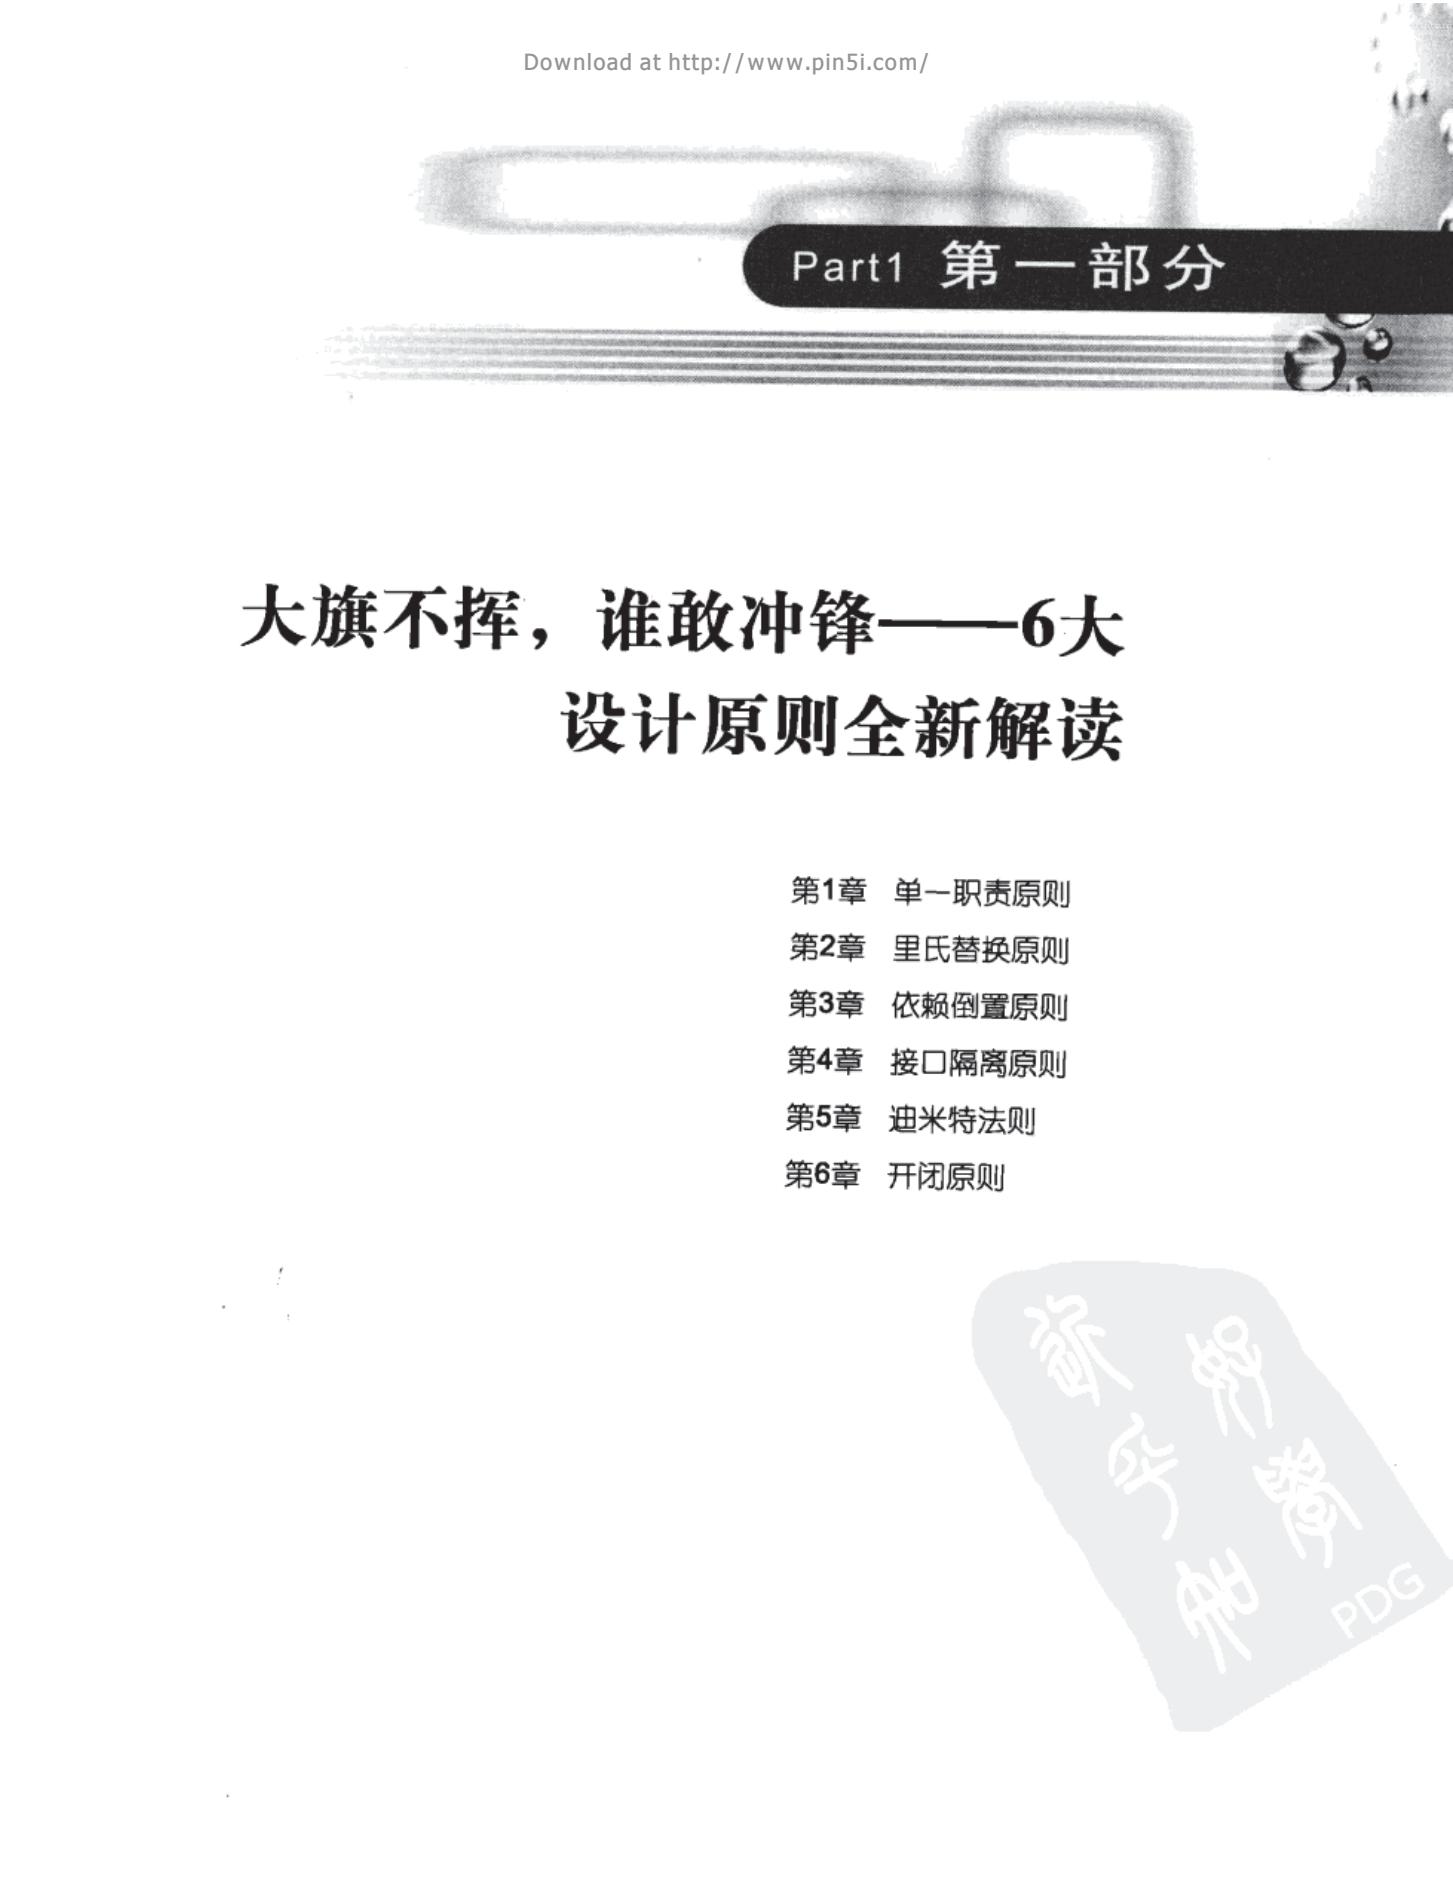 Download at http://www.pin5i.com/
Part1 第一部分
大旗不挥，谁敢冲锋——6大
设计原则全新解读
第1章 单一职责原则
第2章 里氏替换原则
第3章 依赖倒置原则
第4章 接口隔离原则
第5章 迪米特法则
第6章 开闭原则
PDG